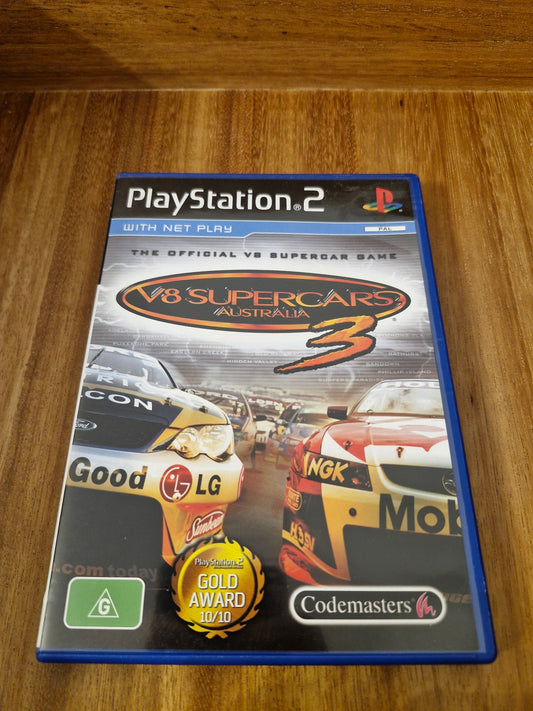 PlayStation®2
WITH NET PLAY
PAL
THE OFFICIAL V8 SUPERCAR GAME
V8 SUPERCARS
AUSTRALIA
3
PUKEKOHE PARK
EASTERN CREEK
HIDDEN VALLEY
BATHURST
SANDOWN
PHILLIP ISLAND
SURFERS PARADISE
CON
Ford
Good LG
NGK
Mob
.com today
PlayStation.2
GOLD
AWARD
10/10
G
Codemasters